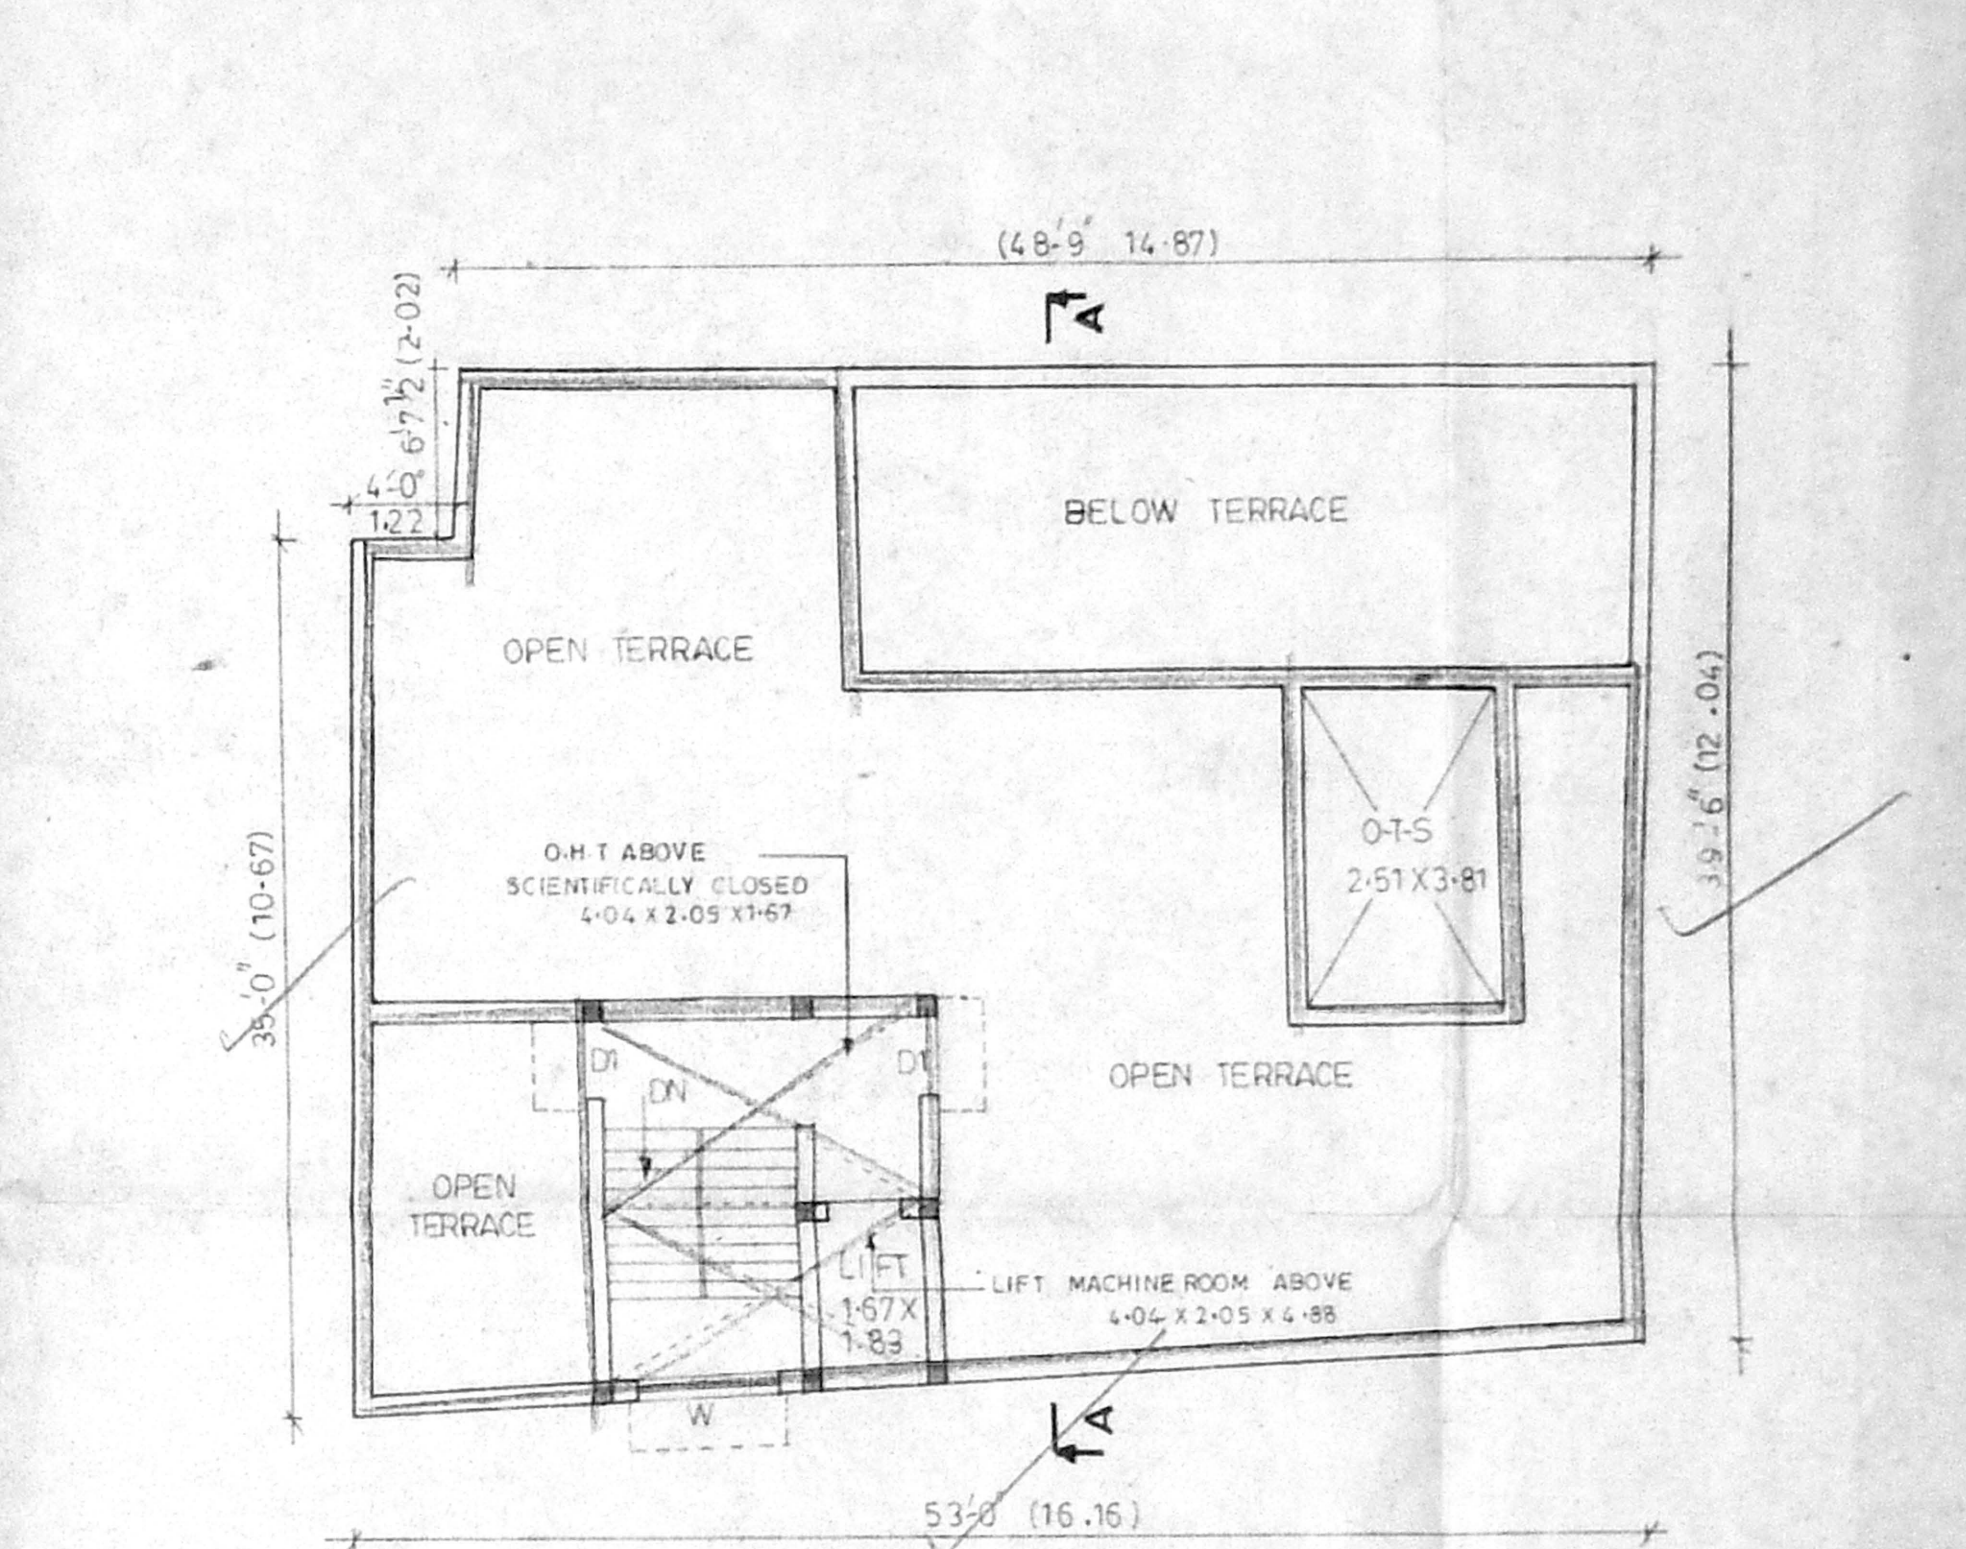 (48'-9" 14.87)
A
6'-7½" (2.02)
4'-0"
1.22
BELOW TERRACE
OPEN TERRACE
39'-6" (12.04)
O-T-S
2.51X3.81
O.H.T ABOVE
SCIENTIFICALLY CLOSED
4.04 X 2.05 X 1.67
35'-0" (10.67)
D1
D1
DN
OPEN TERRACE
OPEN
TERRACE
LIFT
1.67X
1.83
LIFT MACHINE ROOM ABOVE
4.04 X 2.05 X 4.88
W
A
53'-0" (16.16)